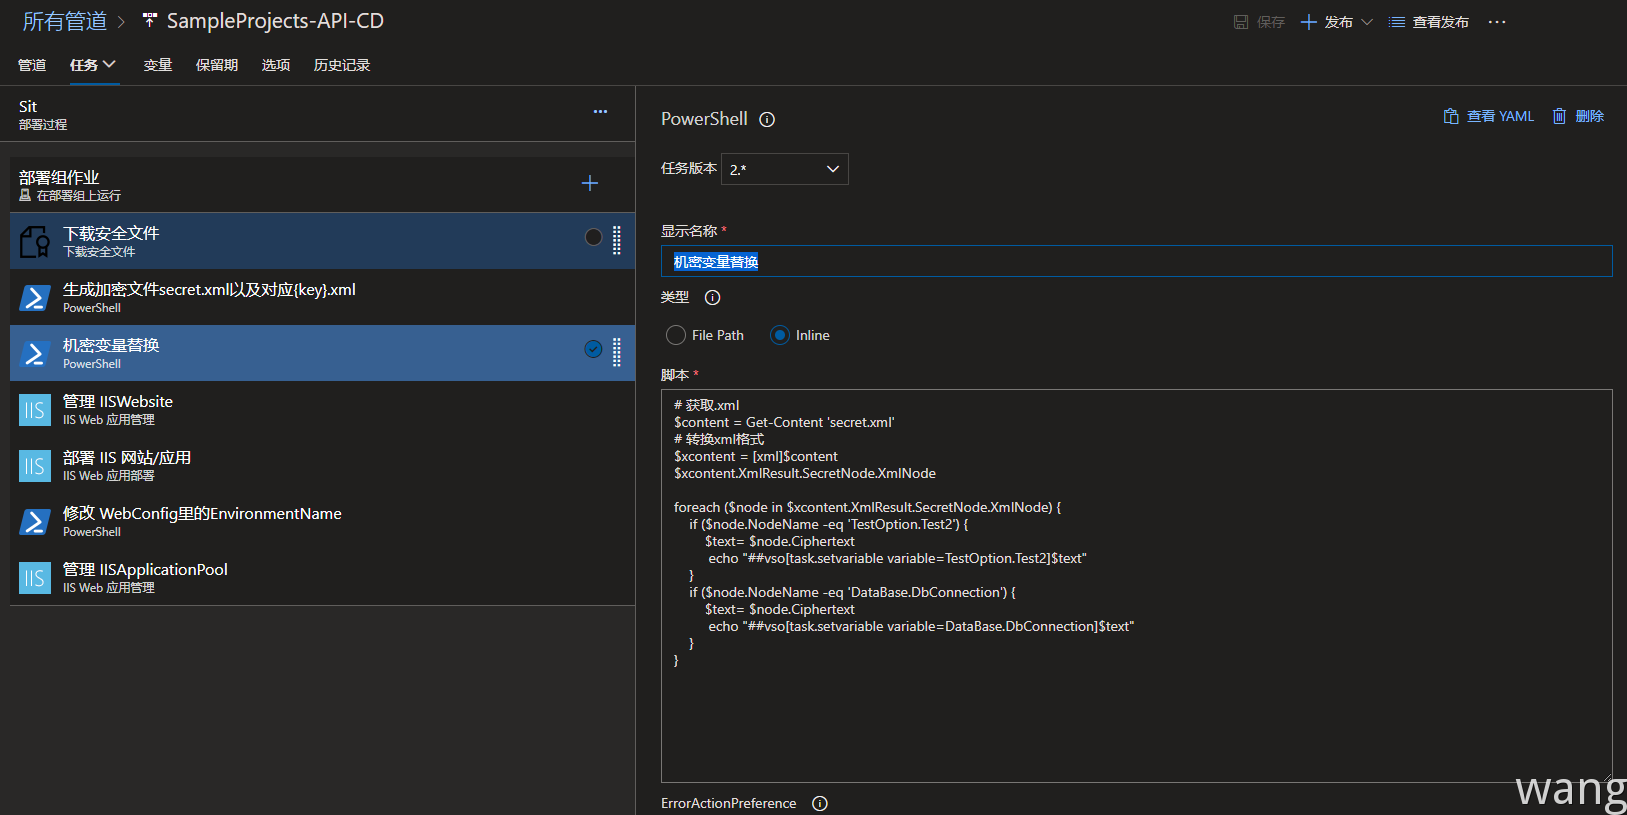 所有管道 > SampleProjects-API-CD
保存 发布 查看发布 ...
管道 任务 变量 保留期 选项 历史记录
Sit
部署过程
部署组作业
在部署组上运行
下载安全文件
下载安全文件
生成加密文件secret.xml以及对应{key}.xml
PowerShell
机密变量替换
PowerShell
管理 IISWebsite
IIS Web 应用管理
部署 IIS 网站/应用
IIS Web 应用部署
修改 WebConfig里的EnvironmentName
PowerShell
管理 IISApplicationPool
IIS Web 应用管理
IIS
IIS
IIS
PowerShell
查看 YAML 删除
任务版本 2.*
显示名称 *
机密变量替换
类型
File Path Inline
脚本 *
# 获取.xml
$content = Get-Content 'secret.xml'
# 转换xml格式
$xcontent = [xml]$content
$xcontent.XmlResult.SecretNode.XmlNode
foreach ($node in $xcontent.XmlResult.SecretNode.XmlNode) {
if ($node.NodeName -eq 'TestOption.Test2') {
$text= $node.Ciphertext
echo "##vso[task.setvariable variable=TestOption.Test2]$text"
}
if ($node.NodeName -eq 'DataBase.DbConnection') {
$text= $node.Ciphertext
echo "##vso[task.setvariable variable=DataBase.DbConnection]$text"
}
}
ErrorActionPreference
wang